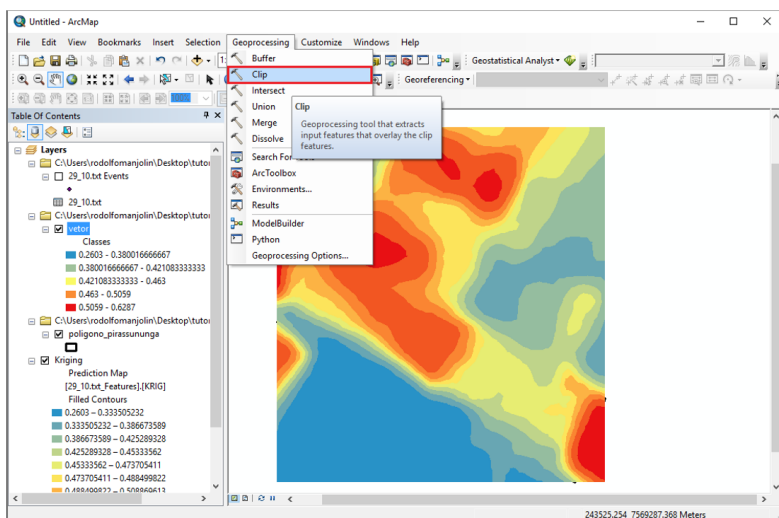 Untitled - ArcMap
File Edit View Bookmarks Insert Selection Geoprocessing Customize Windows Help
Geostatistical Analyst
Georeferencing
Buffer
Clip
Intersect
Union
Merge
Dissolve
Search For Tools
ArcToolbox
Environments...
Results
ModelBuilder
Python
Geoprocessing Options...
Clip
Geoprocessing tool that extracts
input features that overlay the clip
features.
Table Of Contents
Layers
C:\Users\rodolfomanjolin\Desktop\tutor
29_10.txt Events
29_10.txt
C:\Users\rodolfomanjolin\Desktop\tutor
vetor
Classes
0.2603 - 0.380016666667
0.380016666667 - 0.421083333333
0.421083333333 - 0.463
0.463 - 0.5059
0.5059 - 0.6287
C:\Users\rodolfomanjolin\Desktop\tutor
poligono_pirassununga
Kriging
Prediction Map
[29_10.txt_Features].[KRIG]
Filled Contours
0.2603 – 0.333505232
0.333505232 – 0.386673589
0.386673589 – 0.425289328
0.425289328 – 0.45333562
0.45333562 – 0.473705411
0.473705411 – 0.488499822
0.488499822 – 0.508869613
243525.254 7569287.368 Meters